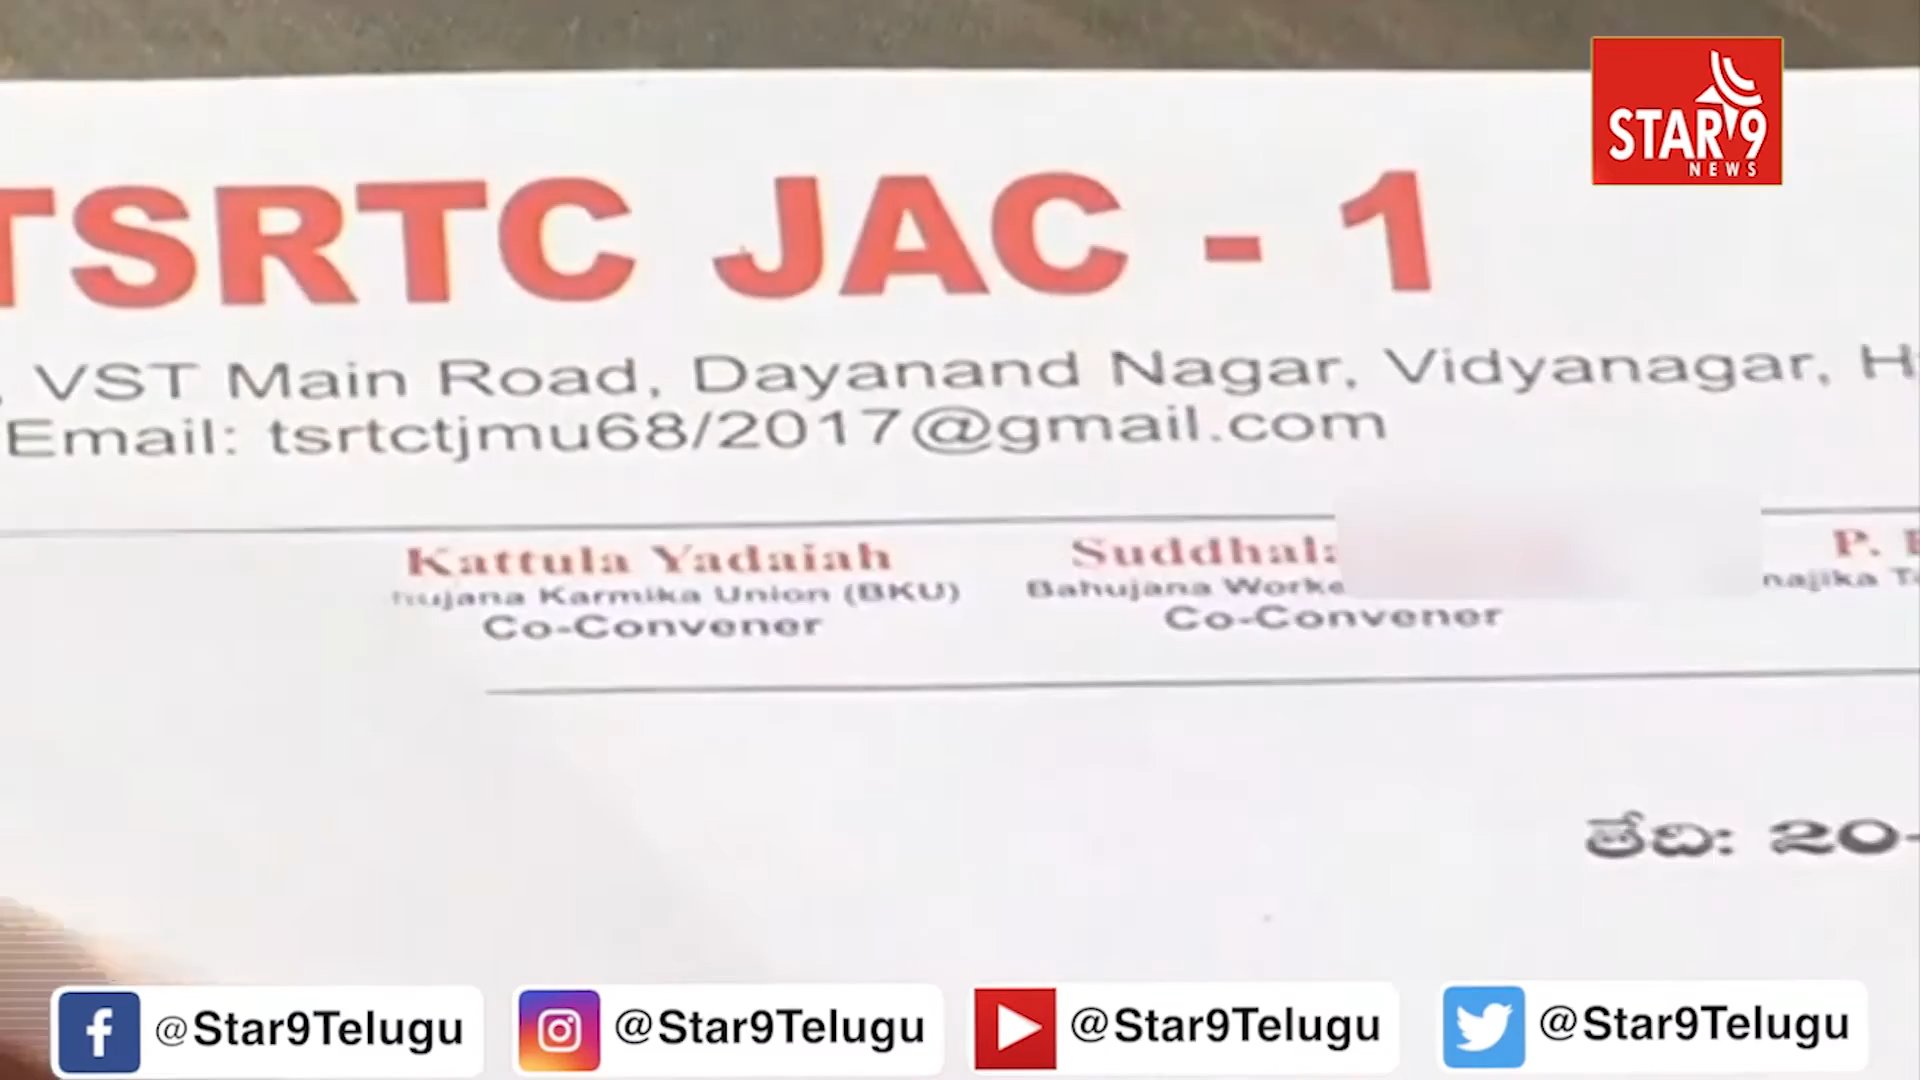 STAR 9
NEWS
TSRTC JAC - 1
, VST Main Road, Dayanand Nagar, Vidyanagar,
Email: tsrtctjmu68/2017@gmail.com
Kattula Yadaiah
Karmika Union (BKU)
Co-Convener
Bahujana
Co-Convener
P.
తేది: 20-
@Star9Telugu
@Star9Telugu
@Star9Telugu
@Star9Telugu